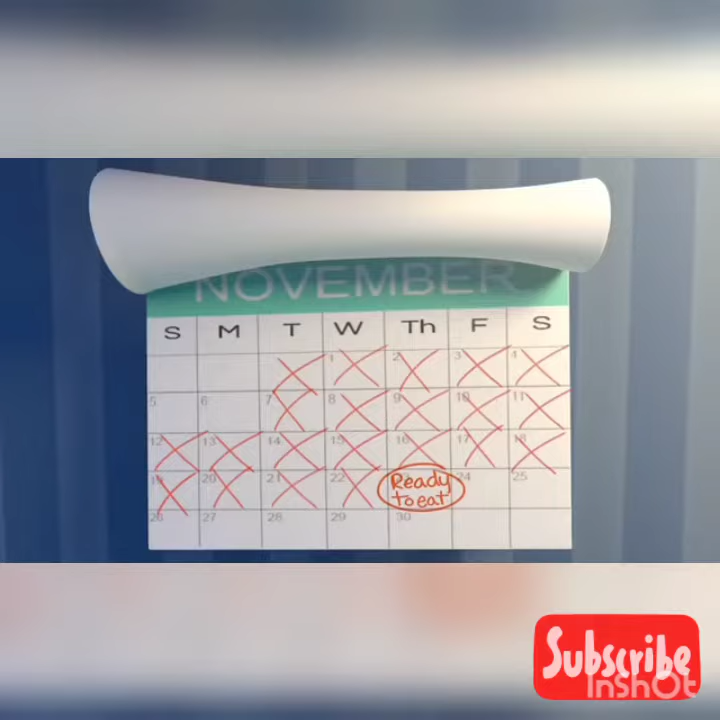 NOVEMBER
S M T W Th F S
1 2 3 4
5 6 7 8 9 10 11
12 13 14 15 16 17 18
19 20 21 22 24 25
Ready
to eat
26 27 28 29 30
Subscribe
InShOt